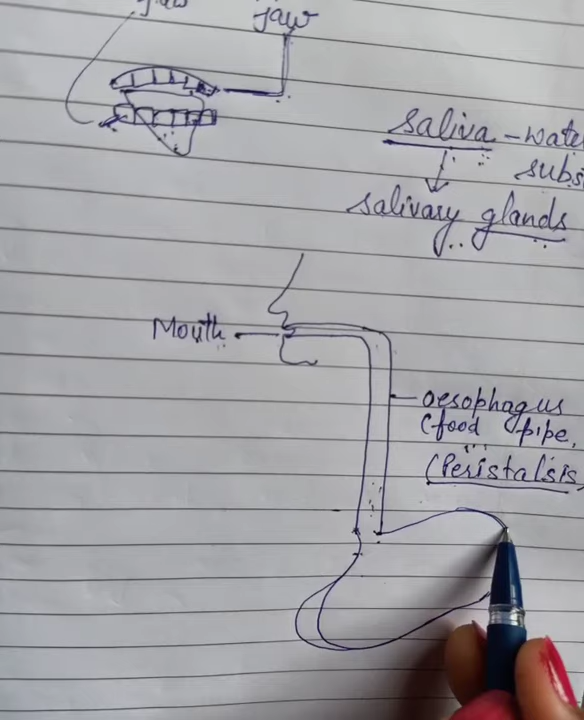 jaw
saliva - wate
subs
salivary glands
Mouth
oesophagus
(food pipe,
(Peristalsis